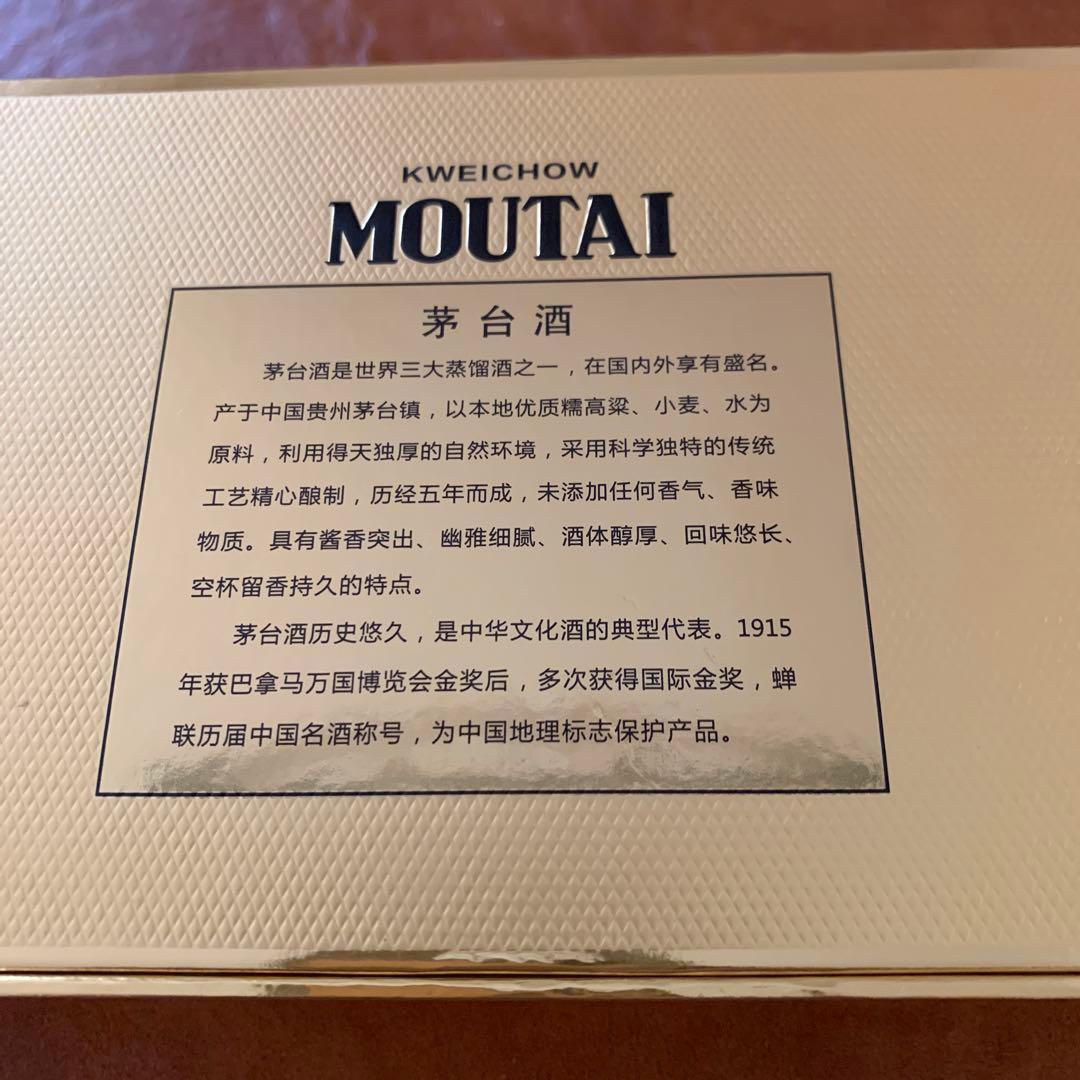 KWEICHOW
MOUTAI
茅台酒
茅台酒是世界三大蒸馏酒之一，在国内外享有盛名。
产于中国贵州茅台镇，以本地优质糯高粱、小麦、水为
原料，利用得天独厚的自然环境，采用科学独特的传统
工艺精心酿制，历经五年而成，未添加任何香气、香味
物质。具有酱香突出、幽雅细腻、酒体醇厚、回味悠长、
空杯留香持久的特点。
茅台酒历史悠久，是中华文化酒的典型代表。1915
年获巴拿马万国博览会金奖后，多次获得国际金奖，蝉
联历届中国名酒称号，为中国地理标志保护产品。